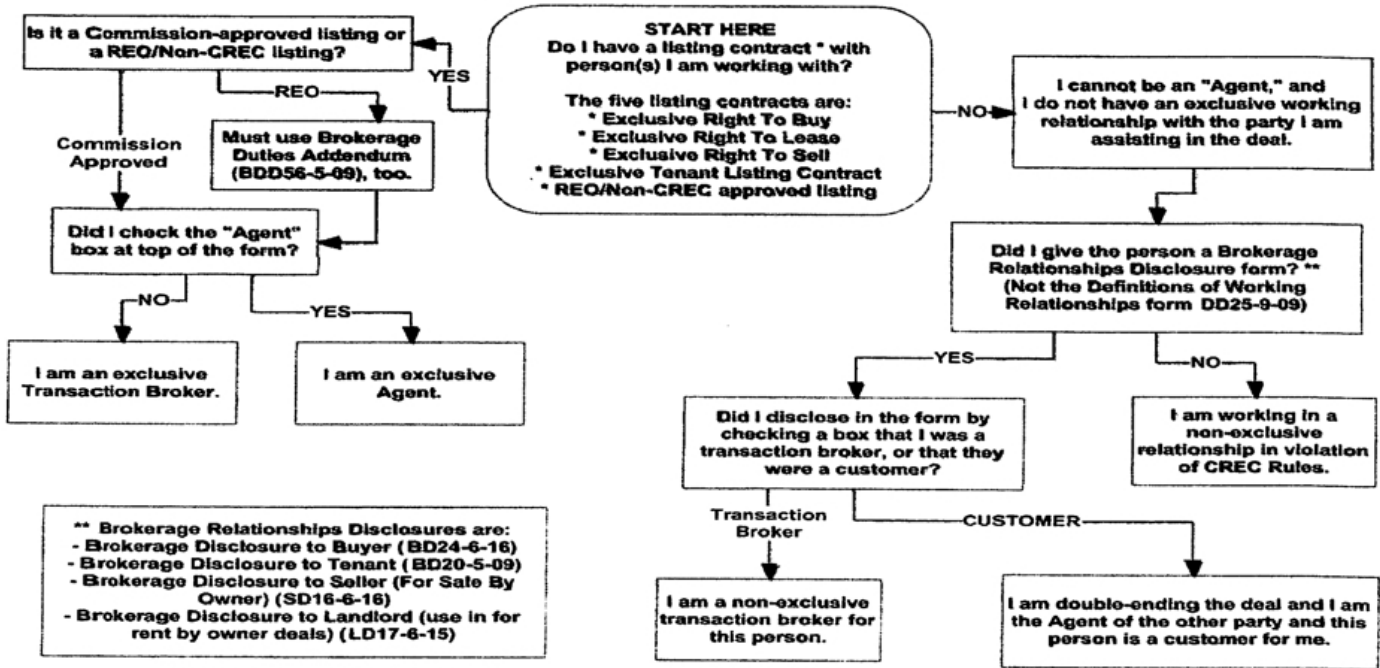 START HERE
Do I have a listing contract * with
person(s) I am working with?
The five listing contracts are:
* Exclusive Right To Buy
* Exclusive Right To Lease
* Exclusive Right To Sell
* Exclusive Tenant Listing Contract
* REO/Non-CREC approved listing
YES
Is it a Commission-approved listing or
a REO/Non-CREC listing?
REO
Commission
Approved
Must use Brokerage
Duties Addendum
(BDD56-5-09), too.
Did I check the "Agent"
box at top of the form?
NO
YES
I am an exclusive
Transaction Broker.
I am an exclusive
Agent.
NO
I cannot be an "Agent," and
I do not have an exclusive working
relationship with the party I am
assisting in the deal.
Did I give the person a Brokerage
Relationships Disclosure form? **
(Not the Definitions of Working
Relationships form DD25-9-09)
YES
NO
Did I disclose in the form by
checking a box that I was a
transaction broker, or that they
were a customer?
I am working in a
non-exclusive
relationship in violation
of CREC Rules.
Transaction
Broker
CUSTOMER
I am a non-exclusive
transaction broker for
this person.
I am double-ending the deal and I am
the Agent of the other party and this
person is a customer for me.
** Brokerage Relationships Disclosures are:
- Brokerage Disclosure to Buyer (BD24-6-16)
- Brokerage Disclosure to Tenant (BD20-5-09)
- Brokerage Disclosure to Seller (For Sale By
Owner) (SD16-6-16)
- Brokerage Disclosure to Landlord (use in for
rent by owner deals) (LD17-6-15)